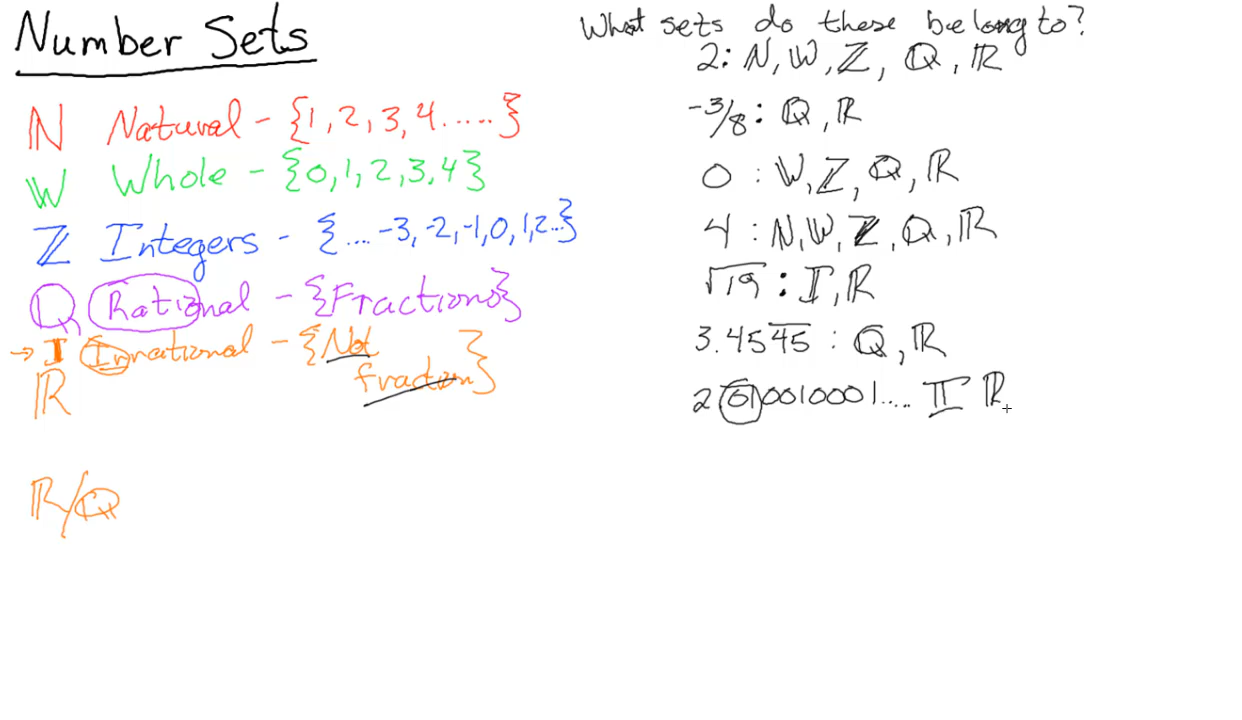 Number Sets
ℕ Natural - {1, 2, 3, 4.....}
𝕎 Whole - {0, 1, 2, 3, 4}
ℤ Integers - {.... -3, -2, -1, 0, 1, 2..}
ℚ Rational - {Fractions}
→ 𝕀 Irrational - {Not
fraction}
ℝ
ℝ/ℚ
What sets do these belong to?
2: ℕ, 𝕎, ℤ, ℚ, ℝ
-3/8: ℚ, ℝ
0: 𝕎, ℤ, ℚ, ℝ
4: ℕ, 𝕎, ℤ, ℚ, ℝ
√19: 𝕀, ℝ
3.454̅5̅: ℚ, ℝ
2 010010001.... 𝕀 ℝ